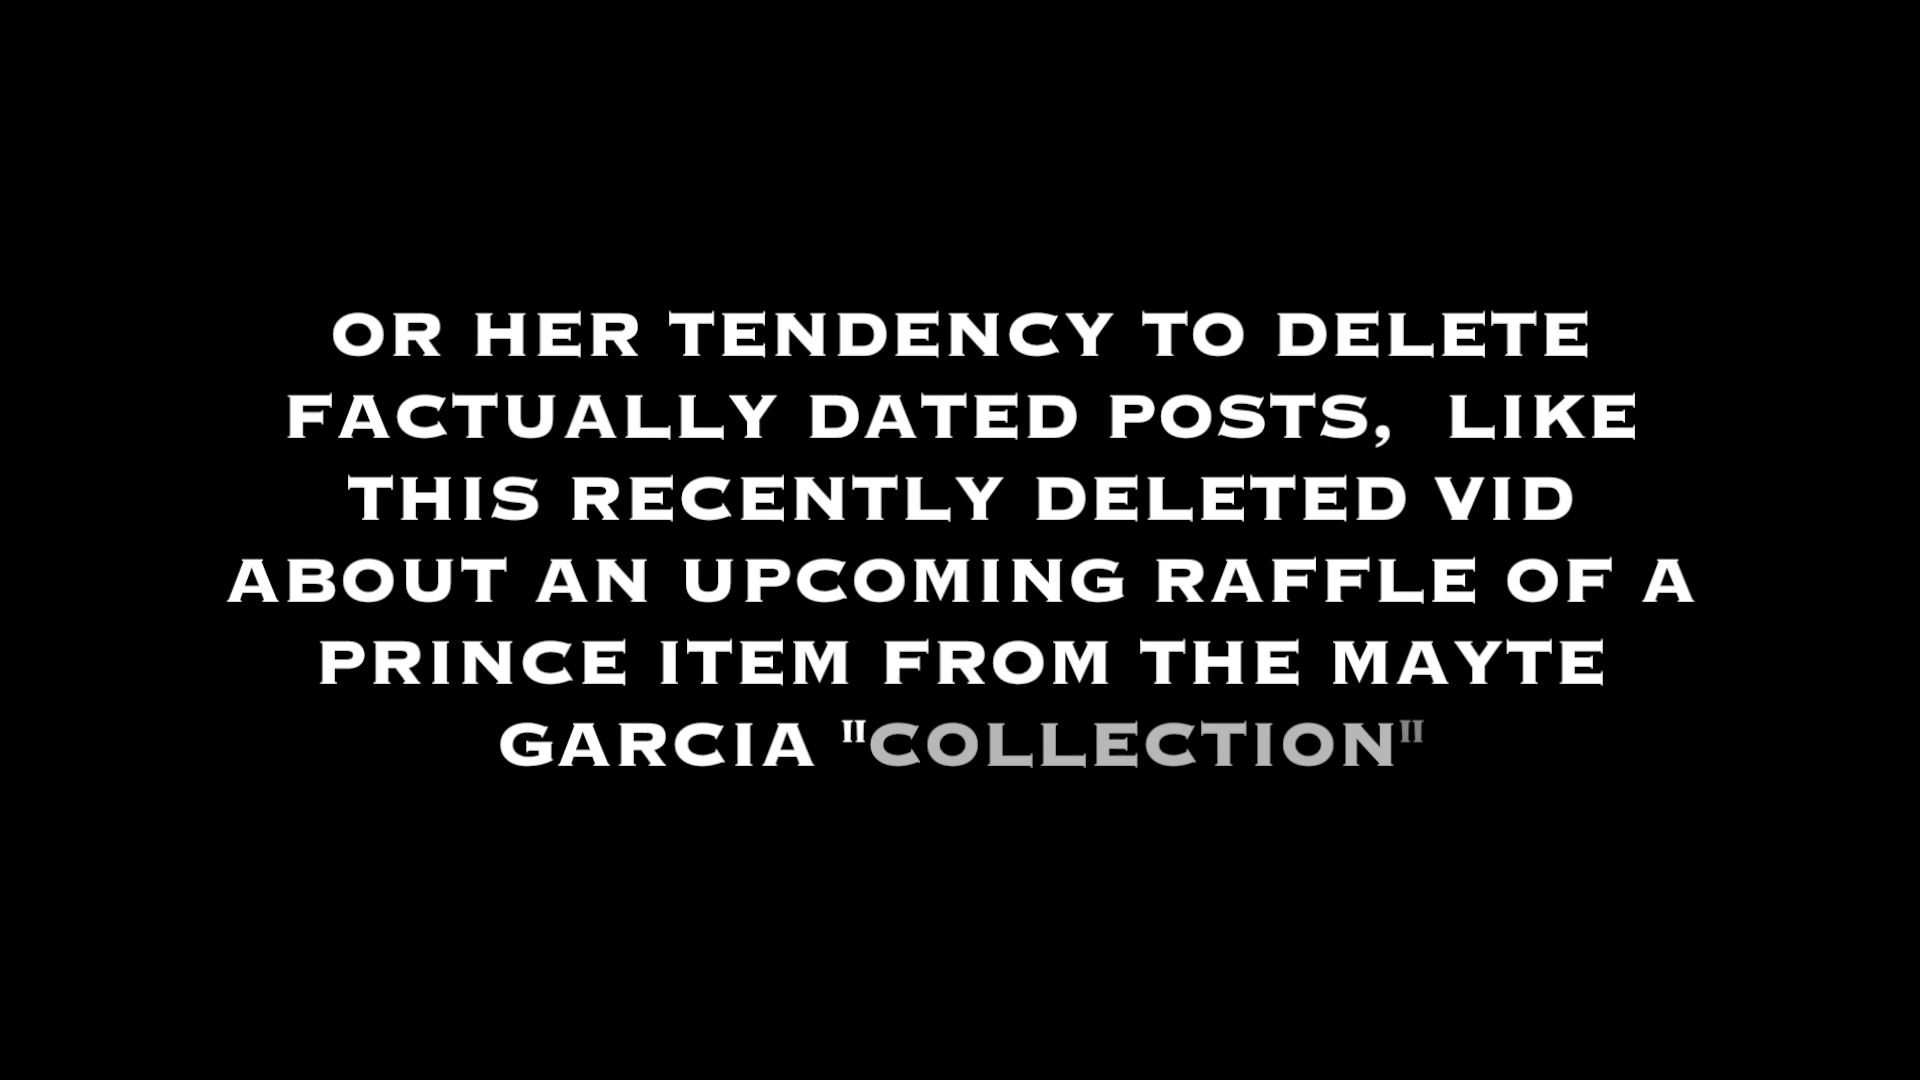 OR HER TENDENCY TO DELETE
FACTUALLY DATED POSTS,  LIKE
THIS RECENTLY DELETED VID
ABOUT AN UPCOMING RAFFLE OF A
PRINCE ITEM FROM THE MAYTE
GARCIA "COLLECTION"